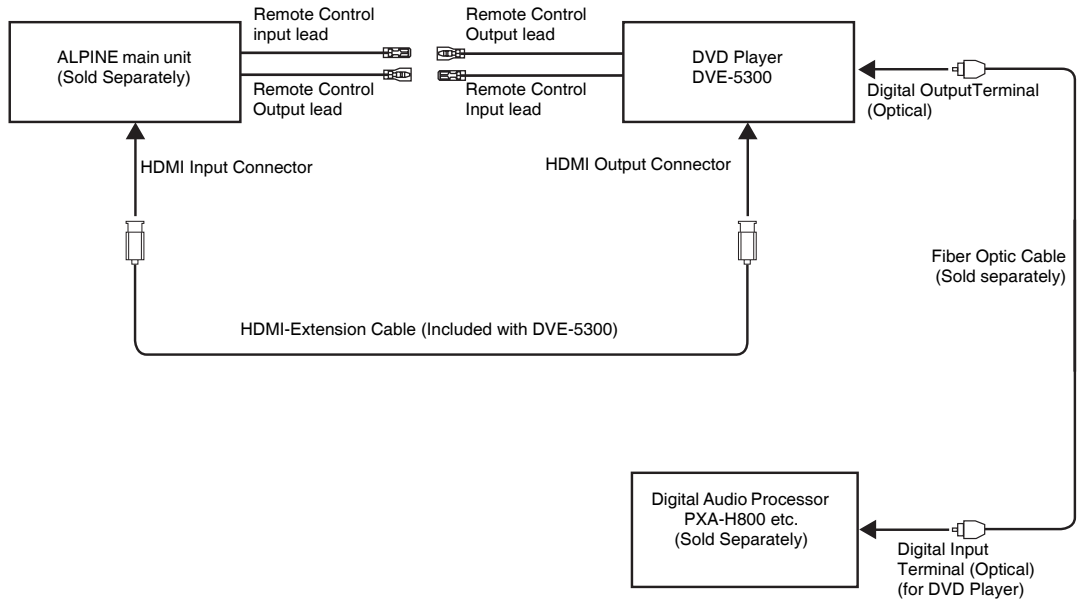 Remote Control
input lead
Remote Control
Output lead
ALPINE main unit
(Sold Separately)
DVD Player
DVE-5300
Remote Control
Output lead
Remote Control
Input lead
Digital OutputTerminal
(Optical)
HDMI Input Connector
HDMI Output Connector
Fiber Optic Cable
(Sold separately)
HDMI-Extension Cable (Included with DVE-5300)
Digital Audio Processor
PXA-H800 etc.
(Sold Separately)
Digital Input
Terminal (Optical)
(for DVD Player)